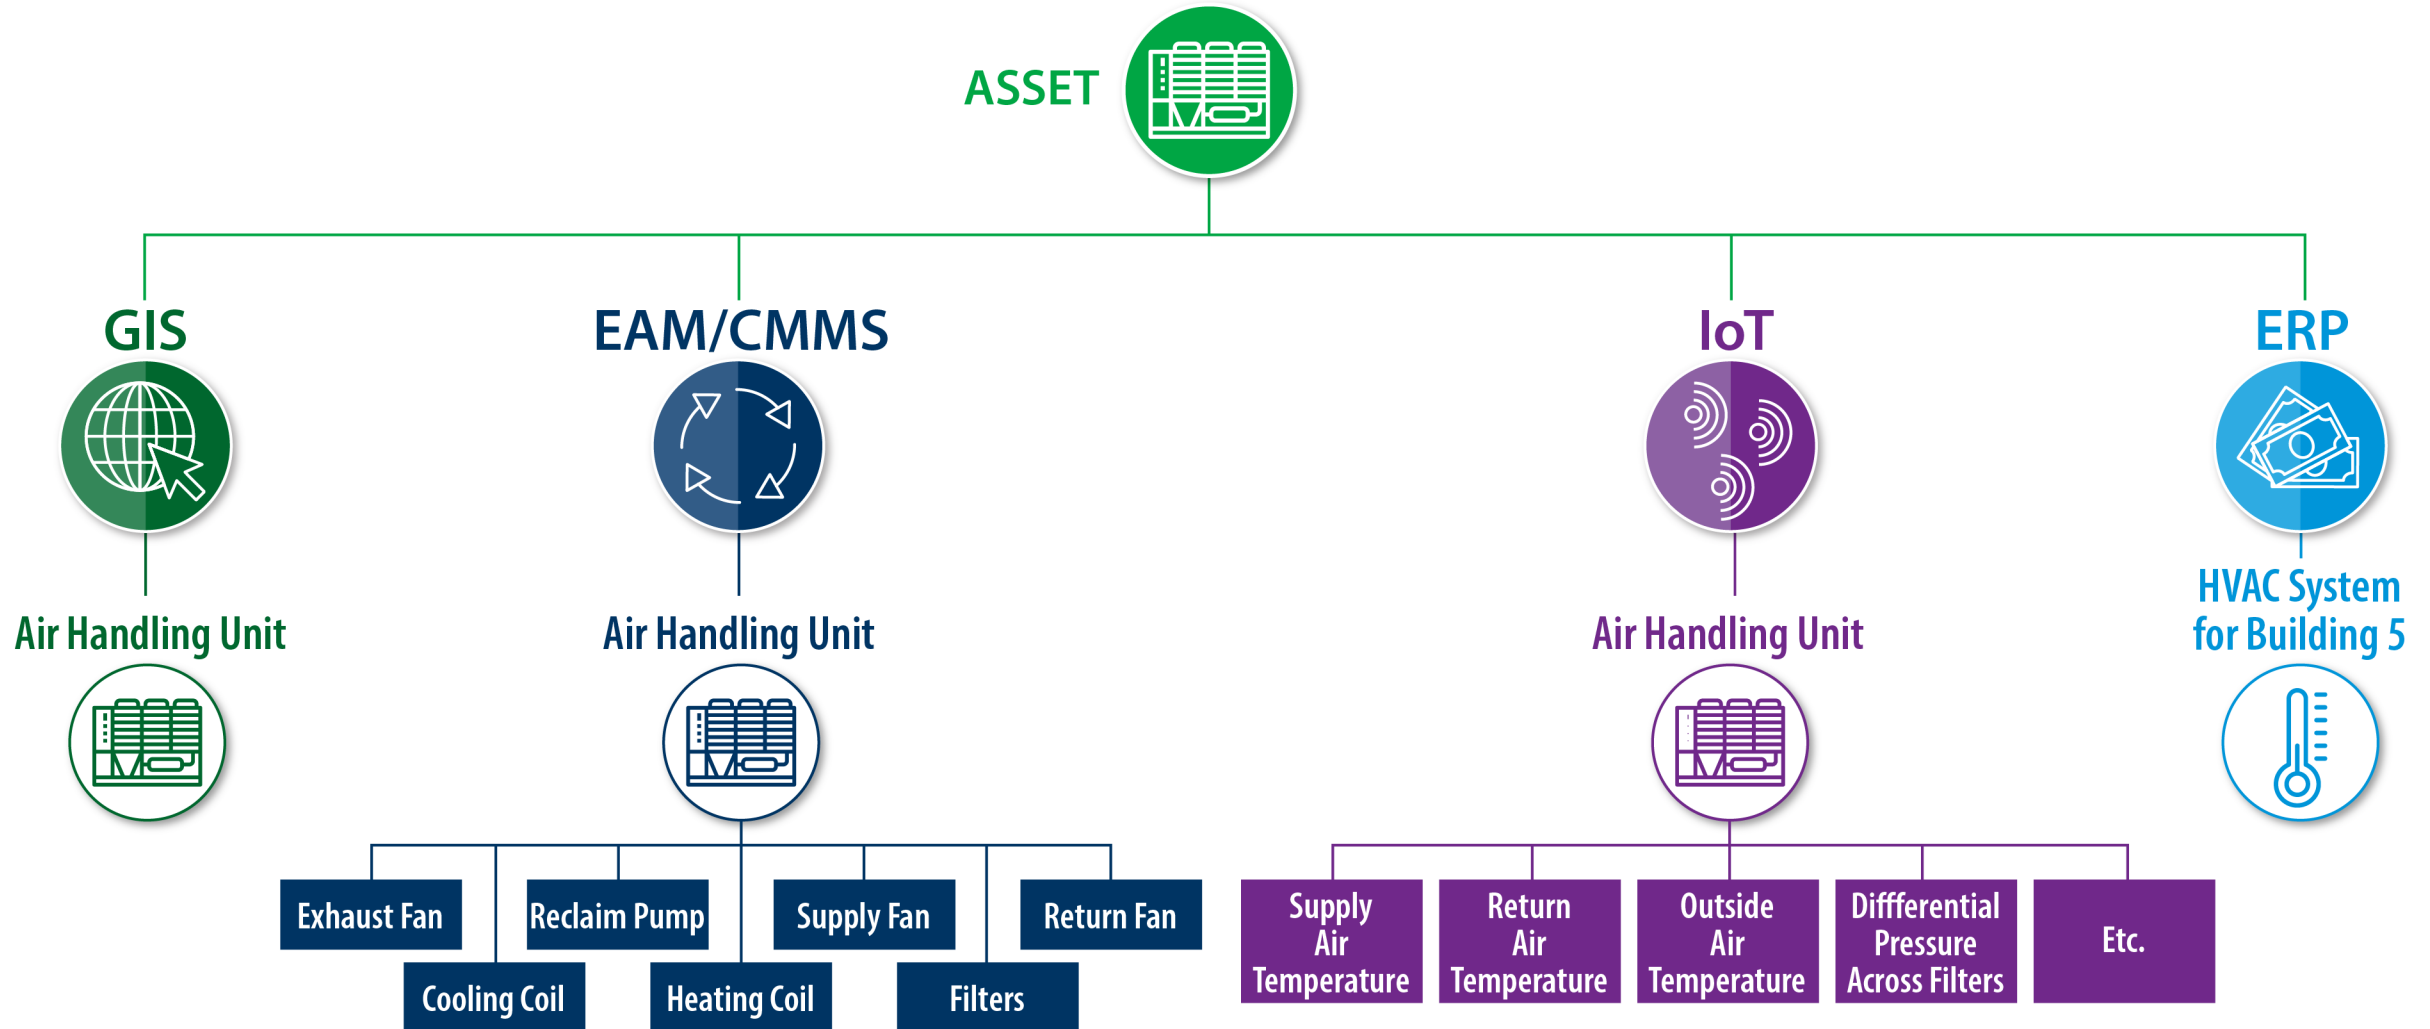 ASSET
GIS
EAM/CMMS
IoT
ERP
Air Handling Unit
Air Handling Unit
Air Handling Unit
HVAC System
for Building 5
Exhaust Fan
Reclaim Pump
Supply Fan
Return Fan
Cooling Coil
Heating Coil
Filters
Supply
Air
Temperature
Return
Air
Temperature
Outside
Air
Temperature
Diffferential
Pressure
Across Filters
Etc.